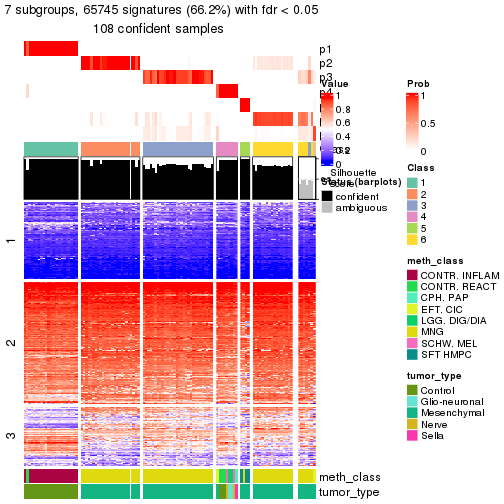 7 subgroups, 65745 signatures (66.2%) with fdr < 0.05
108 confident samples
p1
p2
p3
p4
Value
1
0.8
0.6
0.4
0.2
0
Silhouette
score
Status (barplots)
confident
ambiguous
Prob
1
0.5
0
Class
1
2
3
4
5
6
meth_class
CONTR. INFLAM
CONTR. REACT
CPH. PAP
EFT. CIC
LGG. DIG/DIA
MNG
SCHW. MEL
SFT HMPC
tumor_type
Control
Glio-neuronal
Mesenchymal
Nerve
Sella
1
2
3
meth_class
tumor_type